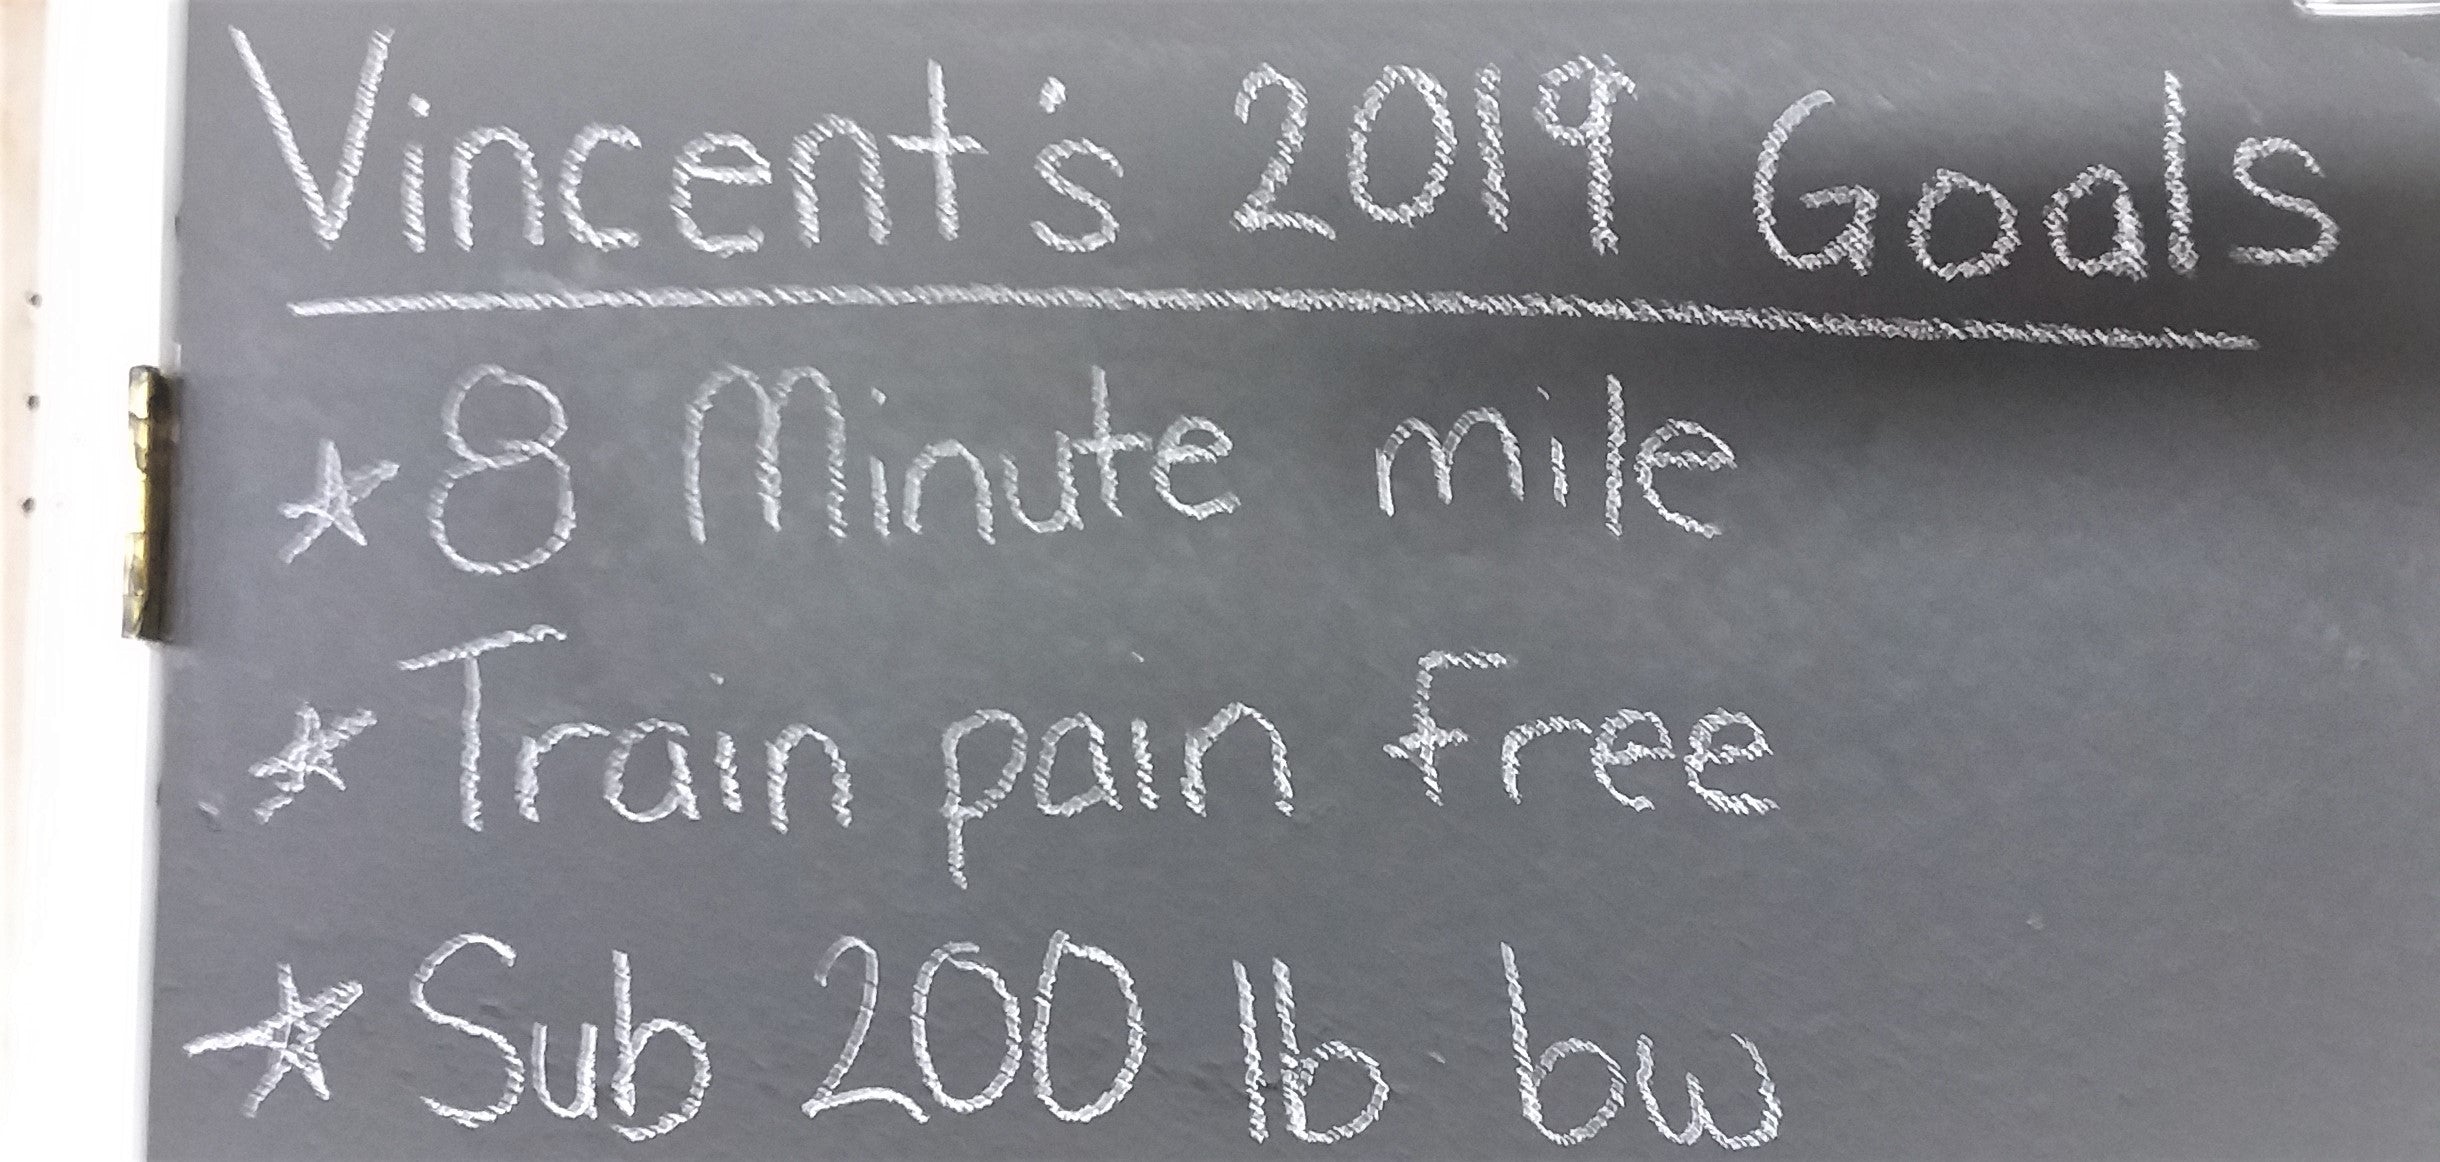 Vincent's 2019 Goals
☆ 8 Minute mile
☆ Train pain free
☆ Sub 200 lb bw